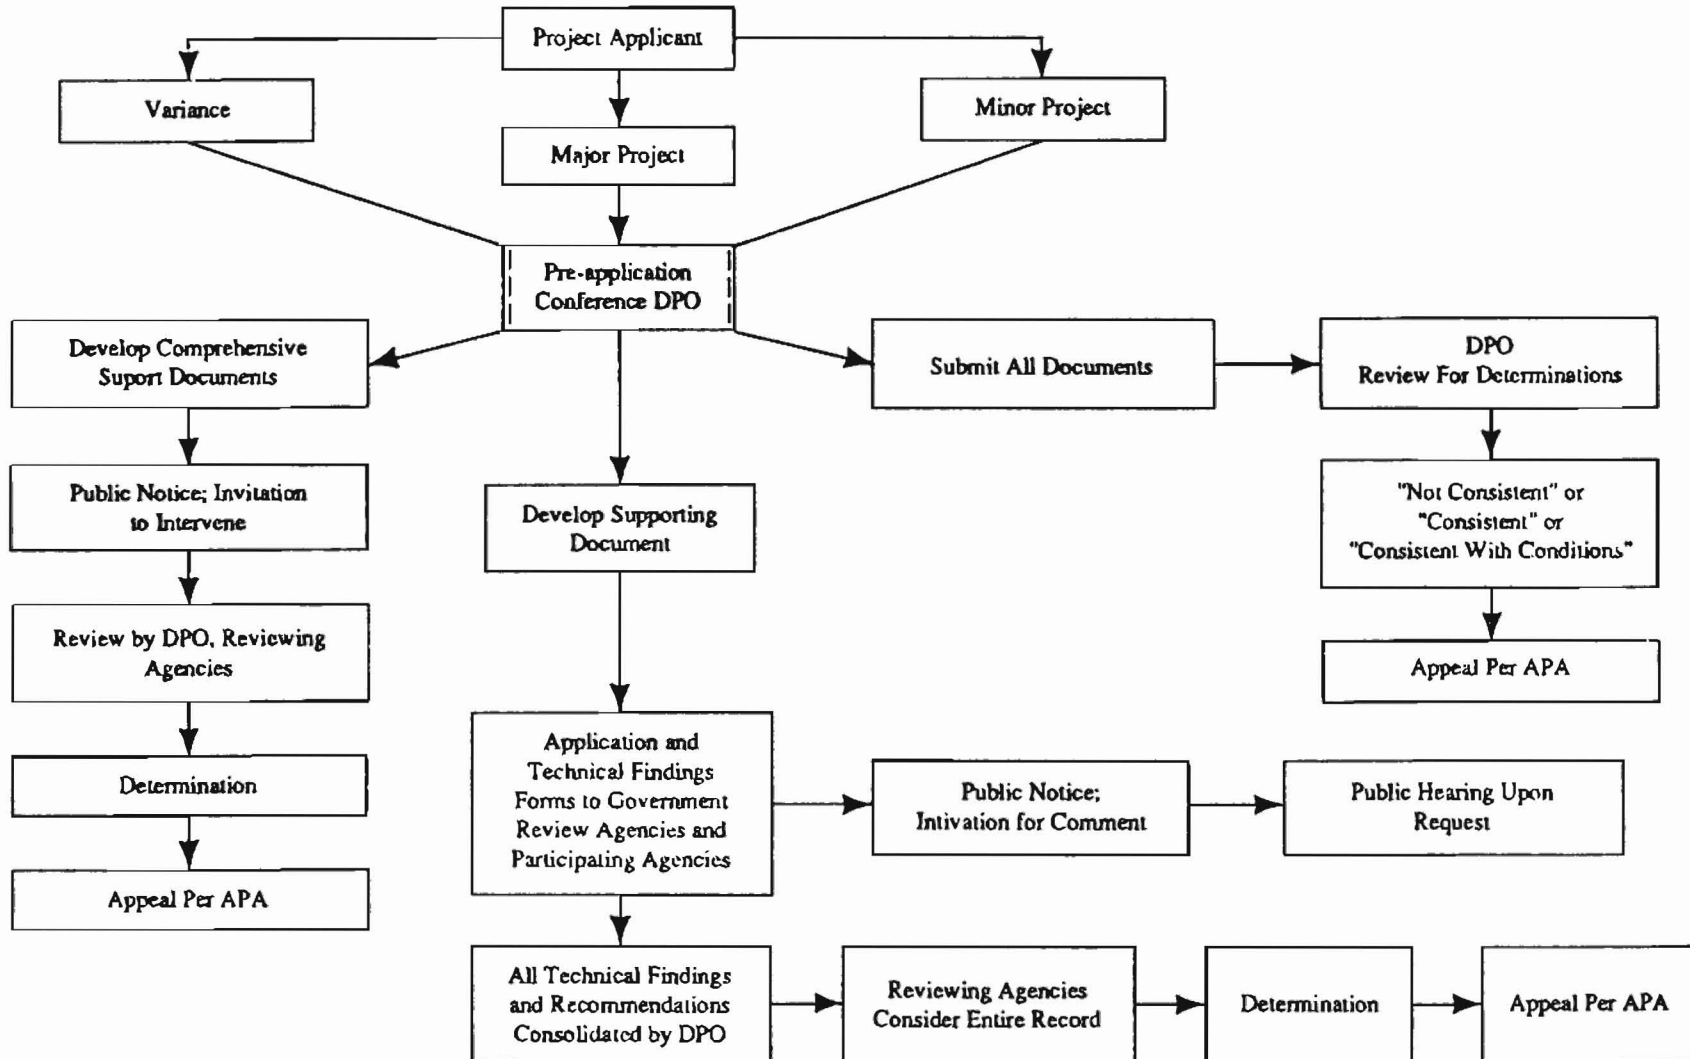 Project Applicant
Variance
Minor Project
Major Project
Pre-application
Conference DPO
Develop Comprehensive
Suport Documents
Submit All Documents
DPO
Review For Determinations
Public Notice; Invitation
to Intervene
Develop Supporting
Document
"Not Consistent" or
"Consistent" or
"Consistent With Conditions"
Review by DPO, Reviewing
Agencies
Appeal Per APA
Determination
Application and
Technical Findings
Forms to Government
Review Agencies and
Participating Agencies
Public Notice;
Intivation for Comment
Public Hearing Upon
Request
Appeal Per APA
All Technical Findings
and Recommendations
Consolidated by DPO
Reviewing Agencies
Consider Entire Record
Determination
Appeal Per APA